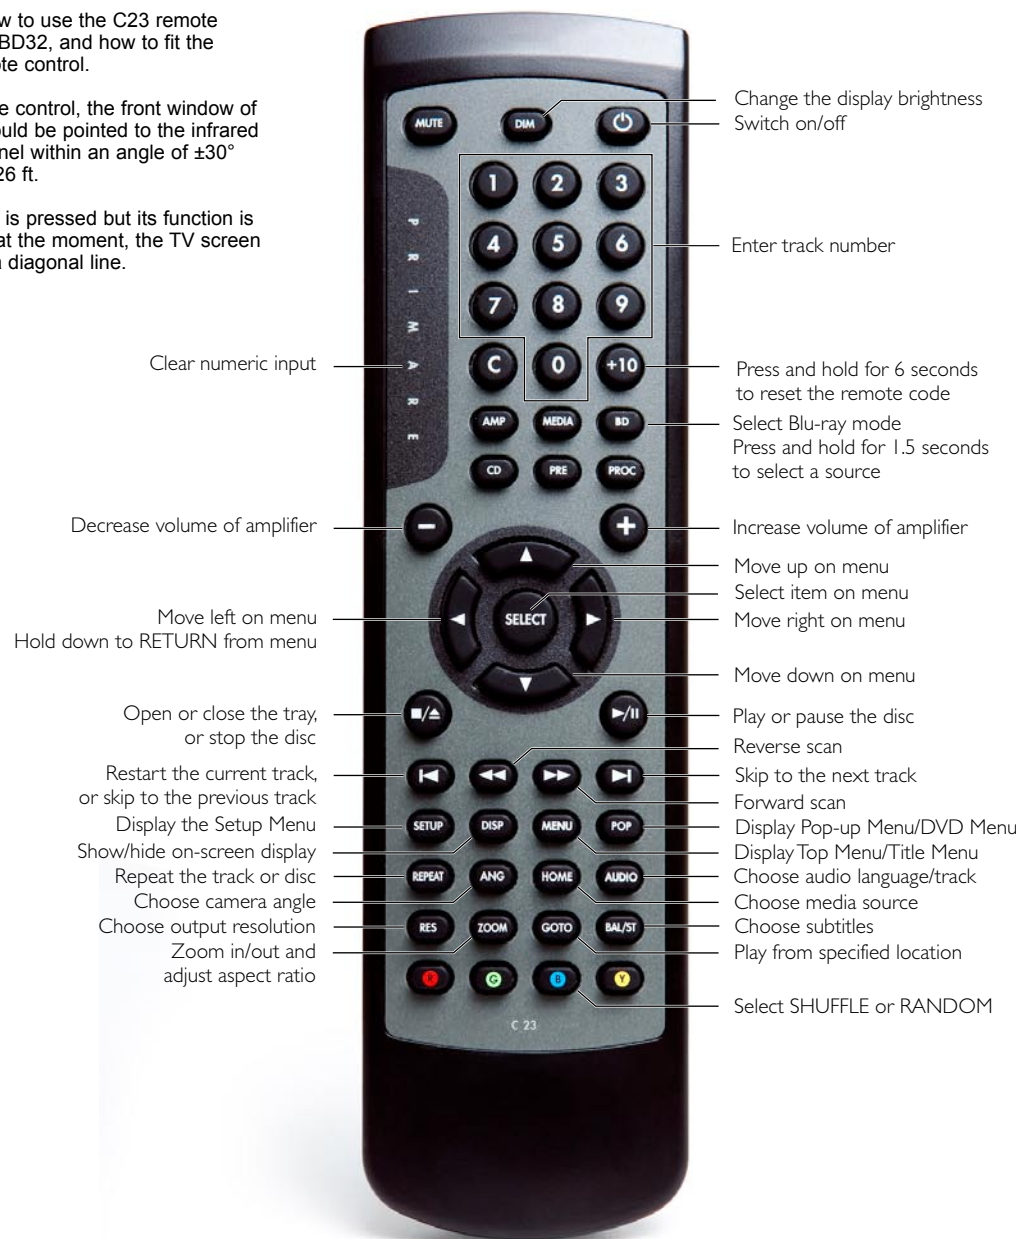 w to use the C23 remote
BD32, and how to fit the
te control.
e control, the front window of
ould be pointed to the infrared
nel within an angle of ±30°
26 ft.
is pressed but its function is
at the moment, the TV screen
a diagonal line.
MUTE DIM
Change the display brightness
Switch on/off
1 2 3
4 5 6
Enter track number
7 8 9
PRIMARE
Clear numeric input
C 0 +10
Press and hold for 6 seconds
to reset the remote code
AMP MEDIA BD
Select Blu-ray mode
Press and hold for 1.5 seconds
to select a source
CD PRE PROC
Decrease volume of amplifier
− +
Increase volume of amplifier
Move up on menu
Select item on menu
Move left on menu
Hold down to RETURN from menu
SELECT
Move right on menu
Move down on menu
Open or close the tray,
or stop the disc
Play or pause the disc
Reverse scan
Restart the current track,
or skip to the previous track
Skip to the next track
Forward scan
Display the Setup Menu
SETUP DISP MENU POP
Display Pop-up Menu/DVD Menu
Show/hide on-screen display
Display Top Menu/Title Menu
Repeat the track or disc
REPEAT ANG HOME AUDIO
Choose audio language/track
Choose camera angle
Choose media source
Choose output resolution
RES ZOOM GOTO BAL/ST
Choose subtitles
Zoom in/out and
adjust aspect ratio
Play from specified location
R G B Y
Select SHUFFLE or RANDOM
C 23